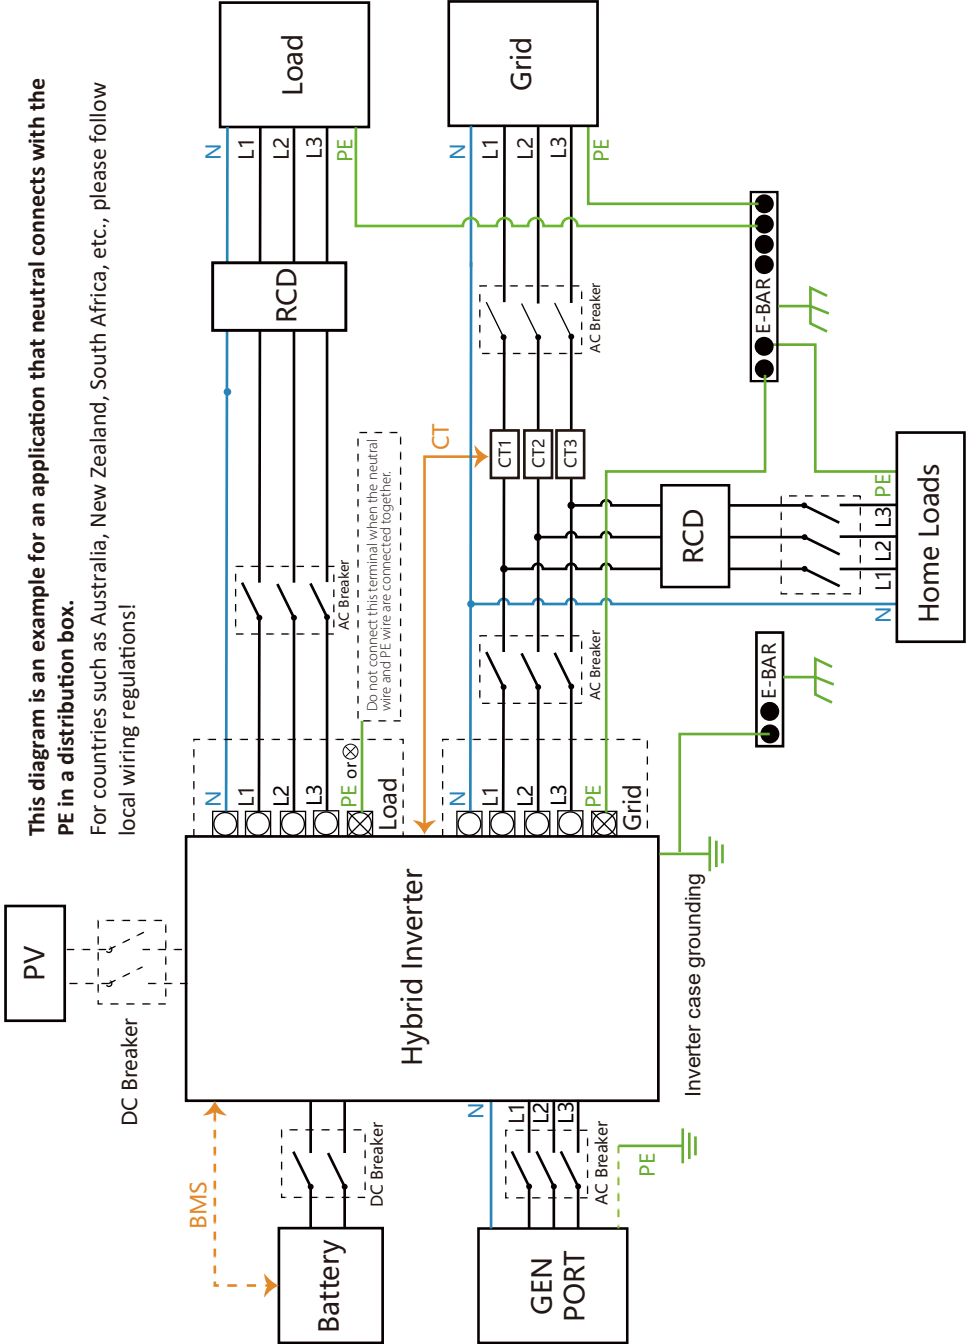 This diagram is an example for an application that neutral connects with the
PE in a distribution box.
For countries such as Australia, New Zealand, South Africa, etc., please follow
local wiring regulations!
PV
DC Breaker
BMS
Battery
DC Breaker
Hybrid Inverter
N
L1
L2
L3
PE or
Load
AC Breaker
Do not connect this terminal when the neutral
wire and PE wire are connected together.
RCD
N
L1
L2
L3
PE
Load
CT
N
L1
L2
L3
PE
Grid
AC Breaker
CT1
CT2
CT3
AC Breaker
N
L1
L2
L3
PE
Grid
GEN
PORT
N
L1
L2
L3
AC Breaker
PE
Inverter case grounding
E-BAR
RCD
E-BAR
N
L1
L2
L3
PE
Home Loads